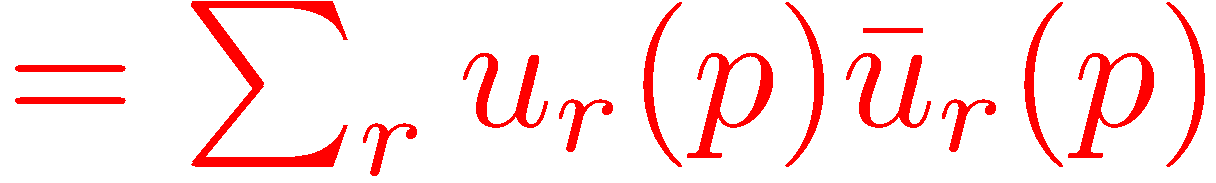 = ∑_r u_r(p) ū_r(p)